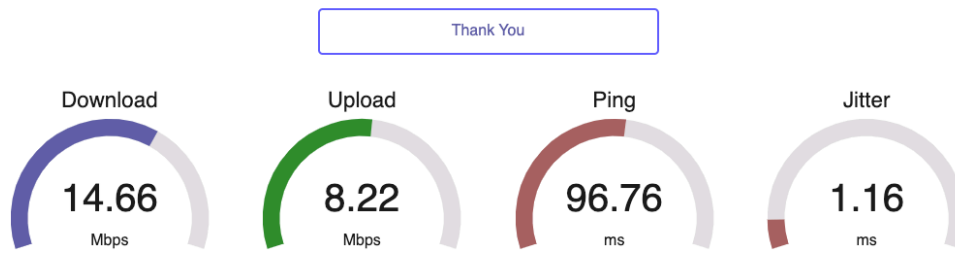 Thank You
Download Upload Ping Jitter
14.66 8.22 96.76 1.16
Mbps Mbps ms ms